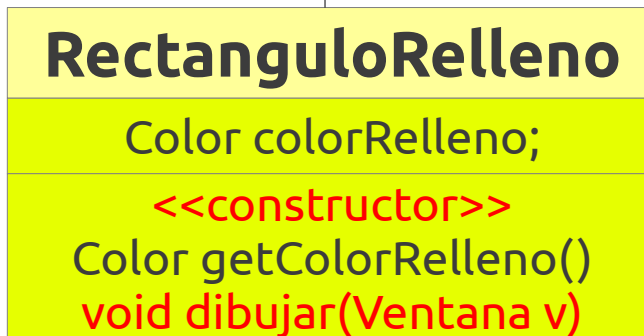 RectanguloRelleno
Color colorRelleno;
<<constructor>>
Color getColorRelleno()
void dibujar(Ventana v)